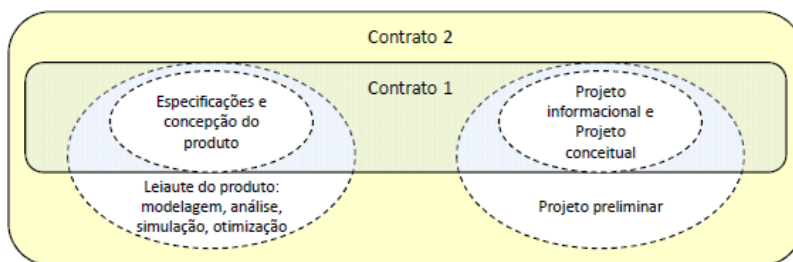 Contrato 2
Contrato 1
Especificações e
concepção do
produto
Leiaute do produto:
modelagem, análise,
simulação, otimização
Projeto
informacional e
Projeto
conceitual
Projeto preliminar